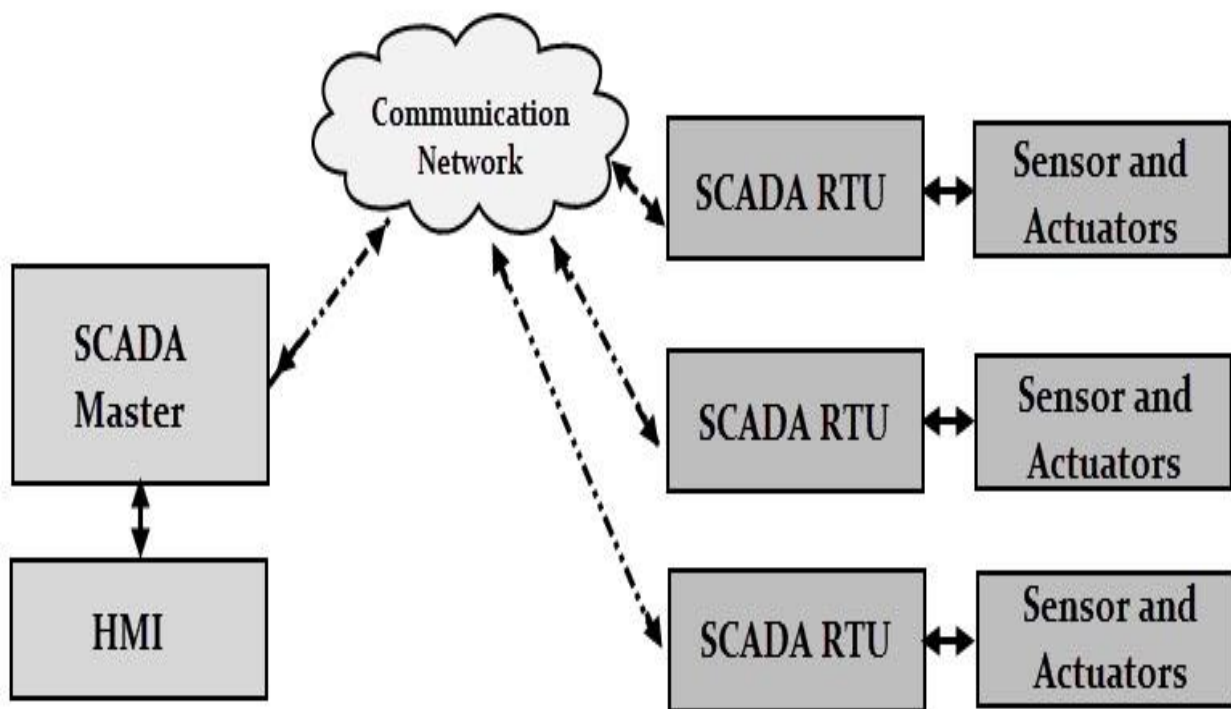 Communication
Network
SCADA RTU
Sensor and
Actuators
SCADA
Master
SCADA RTU
Sensor and
Actuators
HMI
SCADA RTU
Sensor and
Actuators